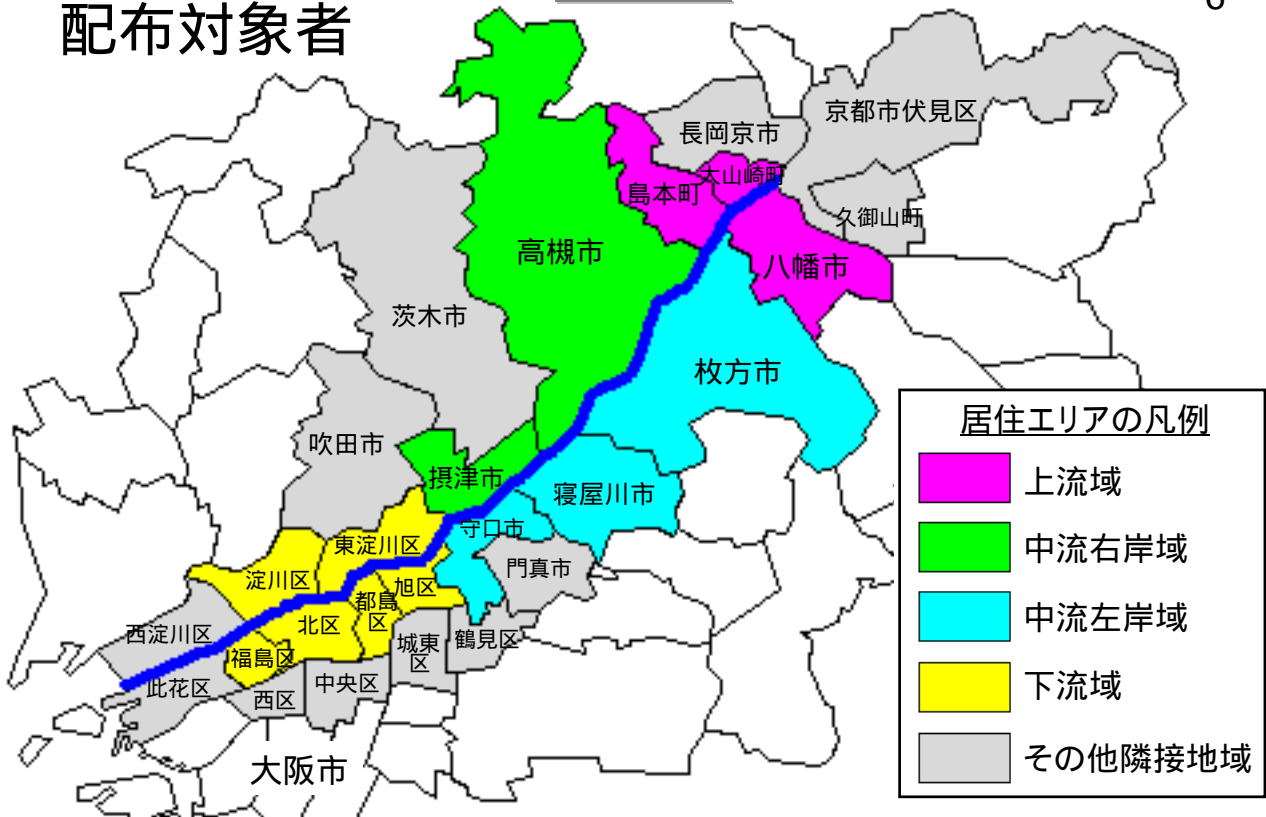 配布対象者
6
京都市伏見区
長岡京市
大山崎町
島本町
久御山町
高槻市
八幡市
茨木市
枚方市
吹田市
摂津市
寝屋川市
守口市
東淀川区
門真市
淀川区
旭区
都島
区
北区
西淀川区
城東
区
鶴見区
福島区
中央区
此花区
西区
大阪市
居住エリアの凡例
上流域
中流右岸域
中流左岸域
下流域
その他隣接地域